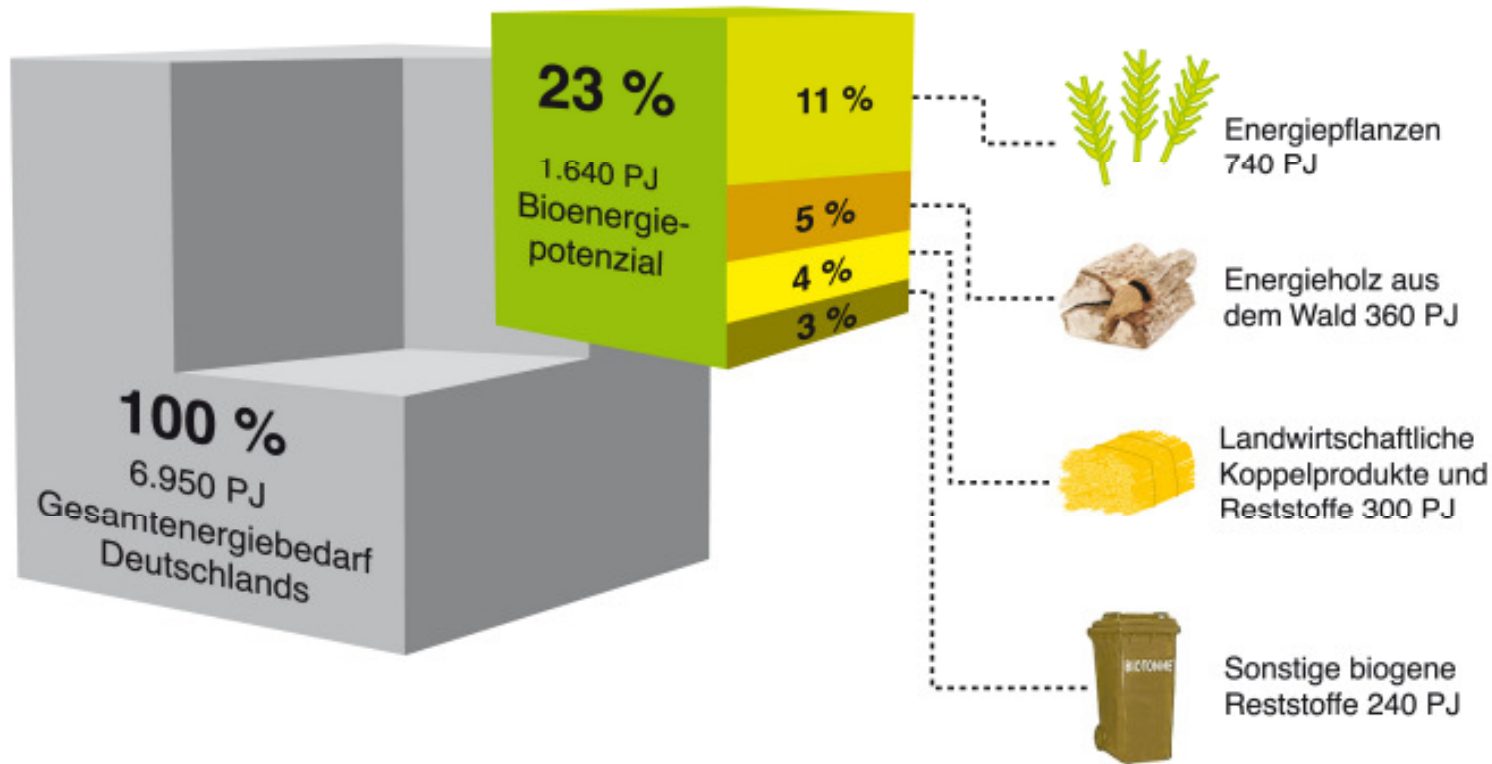 23 %
1.640 PJ
Bioenergie-
potenzial
11 %
5 %
4 %
3 %
100 %
6.950 PJ
Gesamtenergiebedarf
Deutschlands
Energiepflanzen
740 PJ
Energieholz aus
dem Wald 360 PJ
Landwirtschaftliche
Koppelprodukte und
Reststoffe 300 PJ
BIOTONNE
Sonstige biogene
Reststoffe 240 PJ